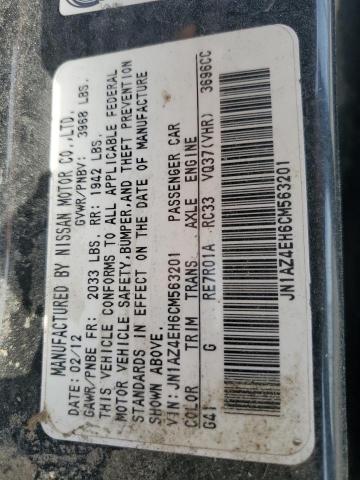 MANUFACTURED BY NISSAN MOTOR CO.,LTD.
DATE: 02/12 GVWR/PNBV: 3968 LBS.
GAWR/PNBE FR: 2033 LBS. RR: 1942 LBS.
THIS VEHICLE CONFORMS TO ALL APPLICABLE FEDERAL
MOTOR VEHICLE SAFETY,BUMPER,AND THEFT PREVENTION
STANDARDS IN EFFECT ON THE DATE OF MANUFACTURE
SHOWN ABOVE.
VIN: JN1AZ4EH6CM563201 PASSENGER CAR
COLOR TRIM TRANS AXLE ENGINE
G41 G RE7R01A RC33 VQ37(VHR) 3696CC
JN1AZ4EH6CM563201